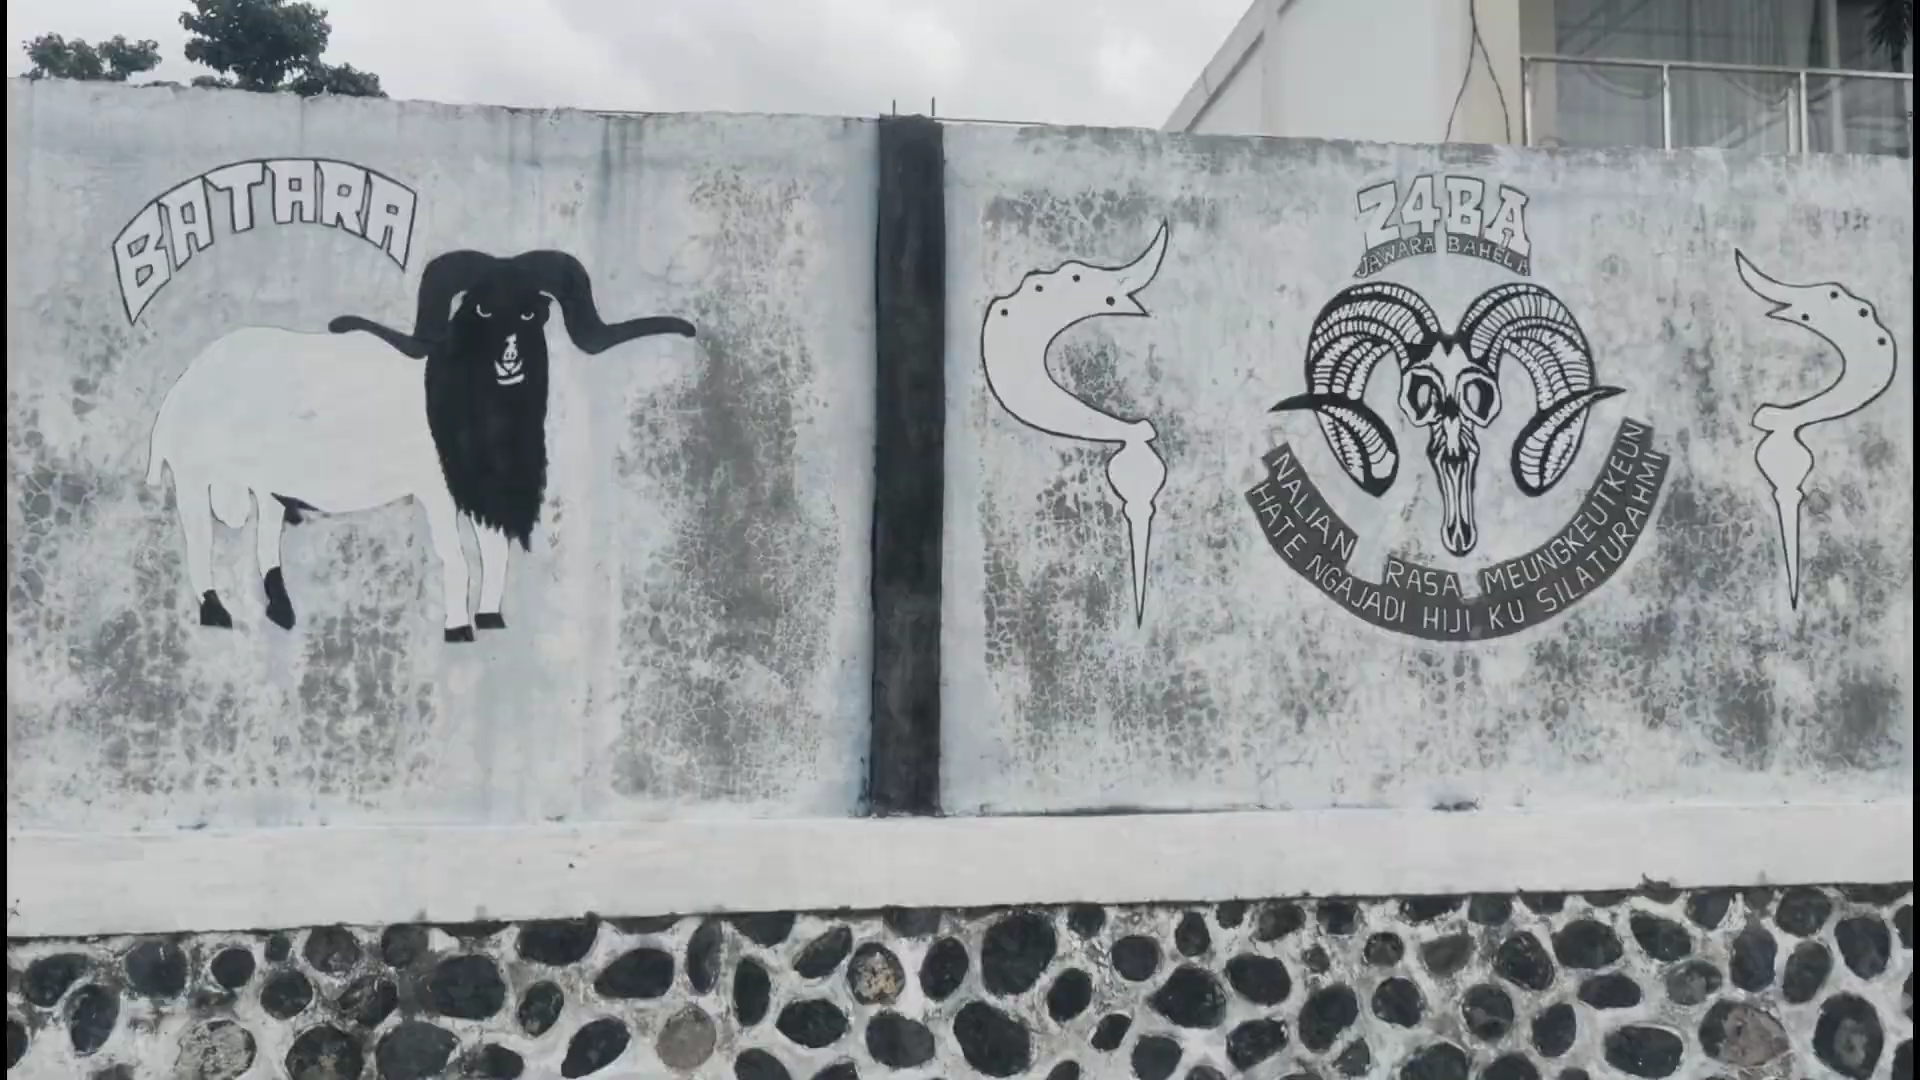 BATARA
Z4BA
JAWARA BAHELA
NALIAN RASA MEUNGKEUTKEUN
HATE NGAJADI HIJI KU SILATURAHMI